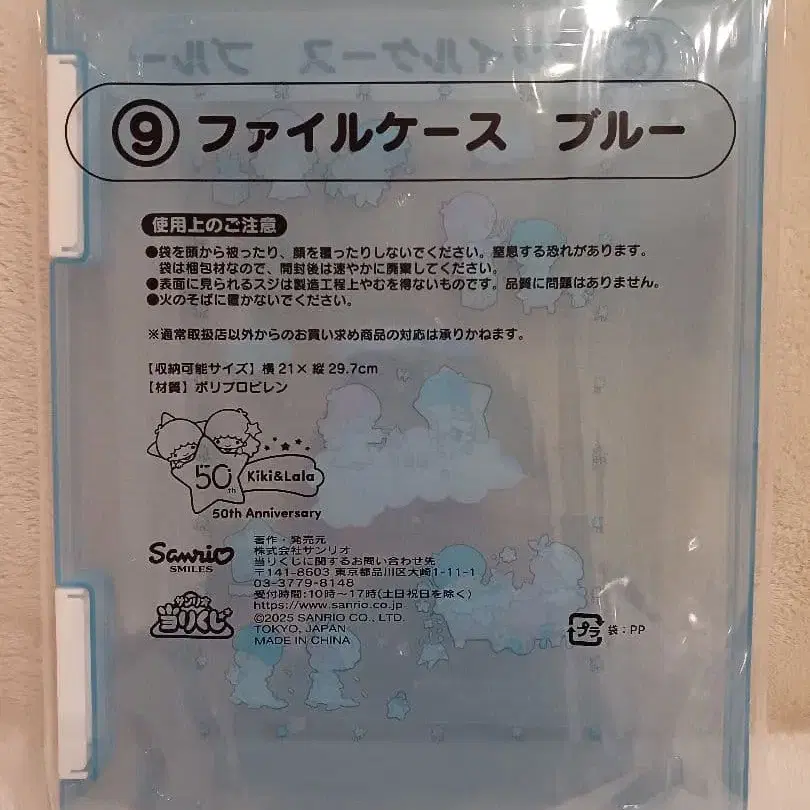 ⑨ ファイルケース ブルー
使用上のご注意
●袋を頭から被ったり、顔を覆ったりしないでください。窒息する恐れがあります。
袋は梱包材なので、開封後は速やかに廃棄してください。
●表面に見られるスジは製造工程上やむを得ないものです。品質に問題はありません。
●火のそばに置かないでください。
※通常取扱店以外からのお買い求め商品の対応は承りかねます。
【収納可能サイズ】横21×縦29.7cm
【材質】ポリプロピレン
50th Kiki&Lala
50th Anniversary
Sanrio
SMILES
著作・発売元
株式会社サンリオ
当りくじに関するお問い合わせ先
〒141-8603 東京都品川区大崎1-11-1
03-3779-8148
受付時間:10時～17時(土日祝日を除く)
https://www.sanrio.co.jp
©2025 SANRIO CO., LTD.
TOKYO, JAPAN
MADE IN CHINA
サンリオ
当りくじ
プラ 袋:PP